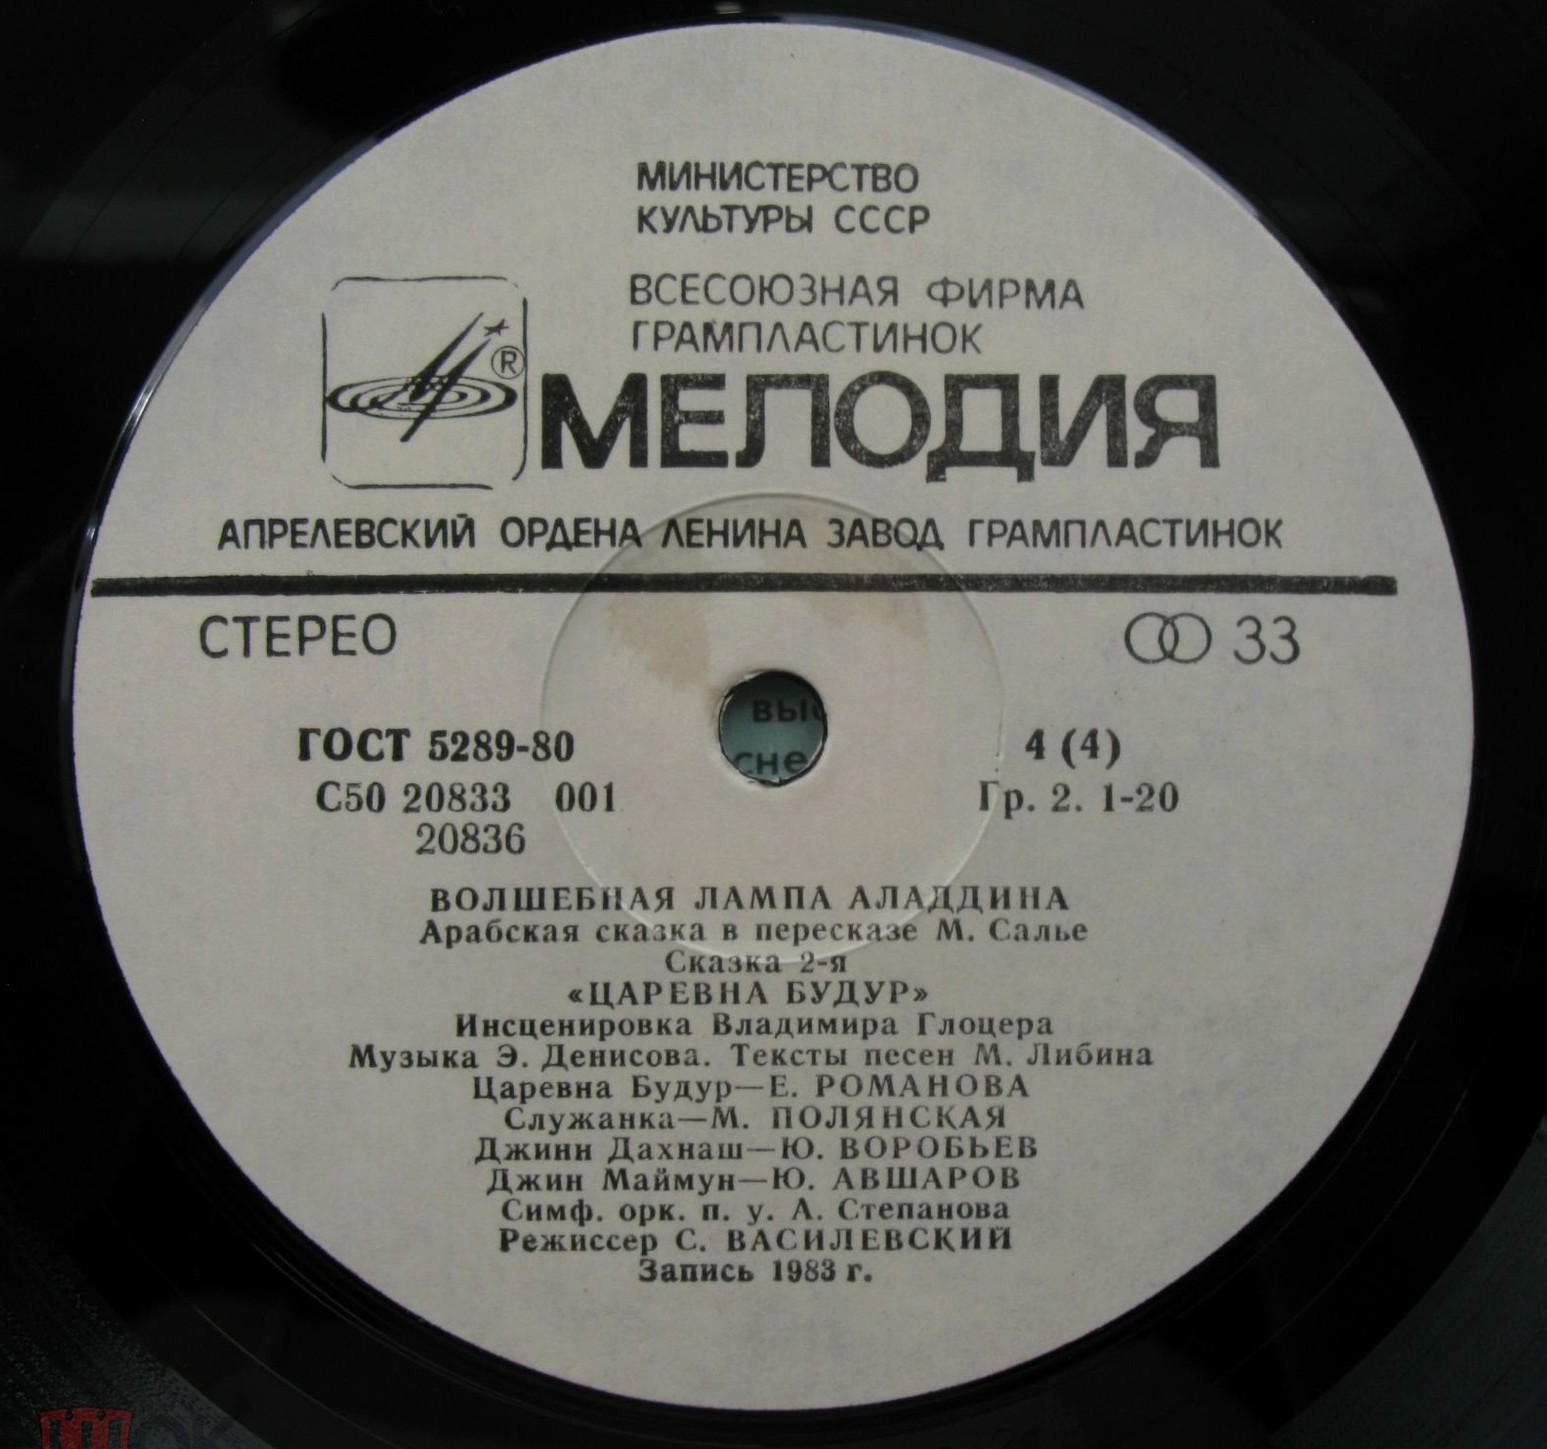 МИНИСТЕРСТВО
КУЛЬТУРЫ СССР
ВСЕСОЮЗНАЯ ФИРМА
ГРАМПЛАСТИНОК
®
МЕЛОДИЯ
АПРЕЛЕВСКИЙ ОРДЕНА ЛЕНИНА ЗАВОД ГРАМПЛАСТИНОК
СТЕРЕО 33
ГОСТ 5289-80 4 (4)
С50 20833 001 Гр. 2. 1-20
20836
ВОЛШЕБНАЯ ЛАМПА АЛАДДИНА
Арабская сказка в пересказе М. Салье
Сказка 2-я
«ЦАРЕВНА БУДУР»
Инсценировка Владимира Глоцера
Музыка Э. Денисова. Тексты песен М. Либина
Царевна Будур—Е. РОМАНОВА
Служанка—М. ПОЛЯНСКАЯ
Джинн Дахнаш—Ю. ВОРОБЬЕВ
Джин Маймун—Ю. АВШАРОВ
Симф. орк. п. у. А. Степанова
Режиссер С. ВАСИЛЕВСКИЙ
Запись 1983 г.